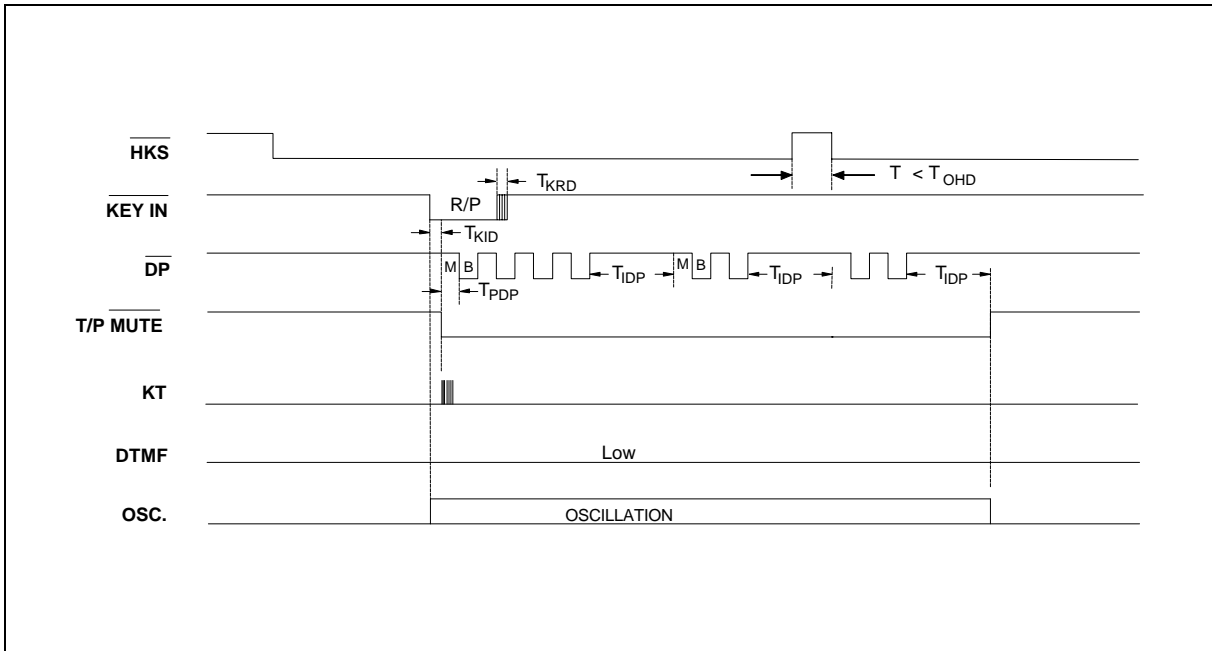 HKS
T < TOHD
TKRD
KEY IN
R/P
TKID
DP
M B
TIDP
M B
TIDP
TIDP
TPDP
T/P MUTE
KT
DTMF
Low
OSC.
OSCILLATION